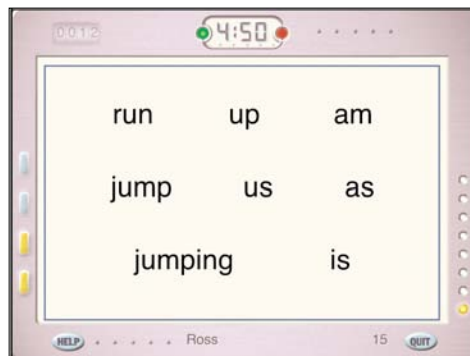 0012 4:50
run up am
jump us as
jumping is
HELP Ross 15 QUIT